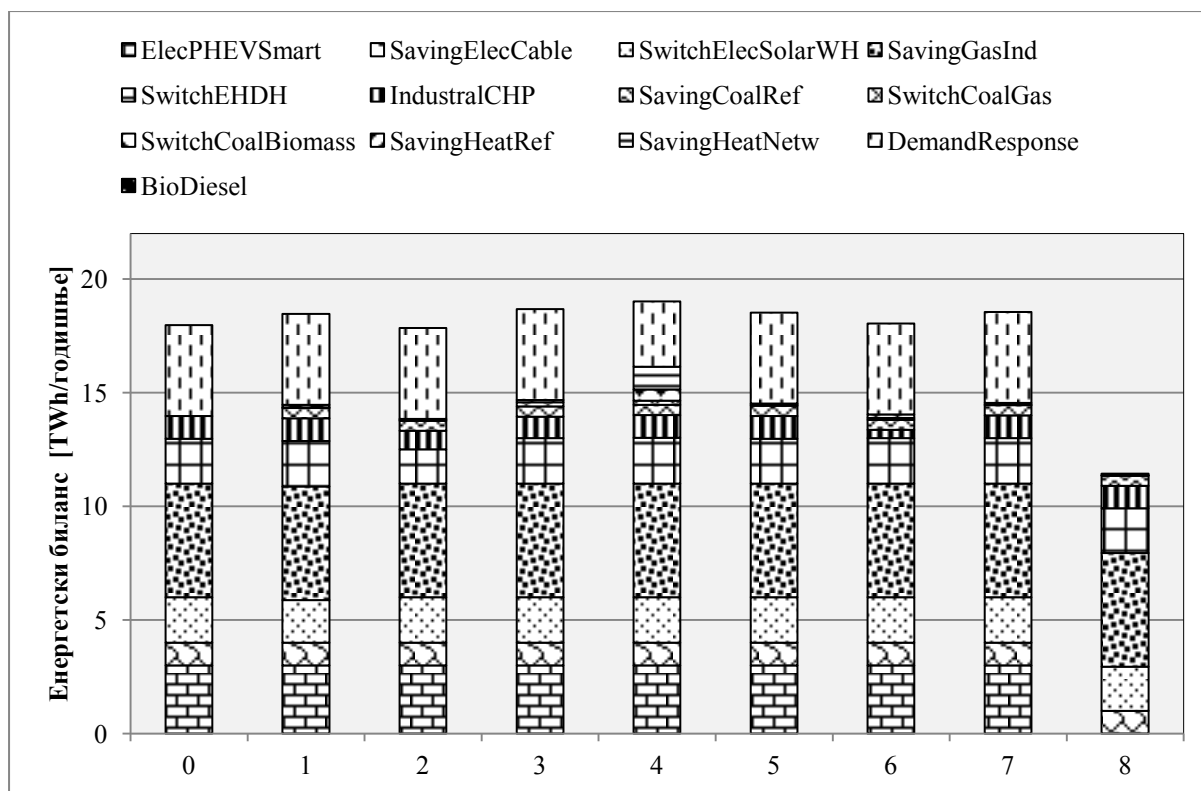 ElecPHEVSmart SavingElecCable SwitchElecSolarWH SavingGasInd
SwitchEHDH IndustralCHP SavingCoalRef SwitchCoalGas
SwitchCoalBiomass SavingHeatRef SavingHeatNetw DemandResponse
BioDiesel
Енергетски биланс [TWh/годишње]
20
15
10
5
0
0 1 2 3 4 5 6 7 8